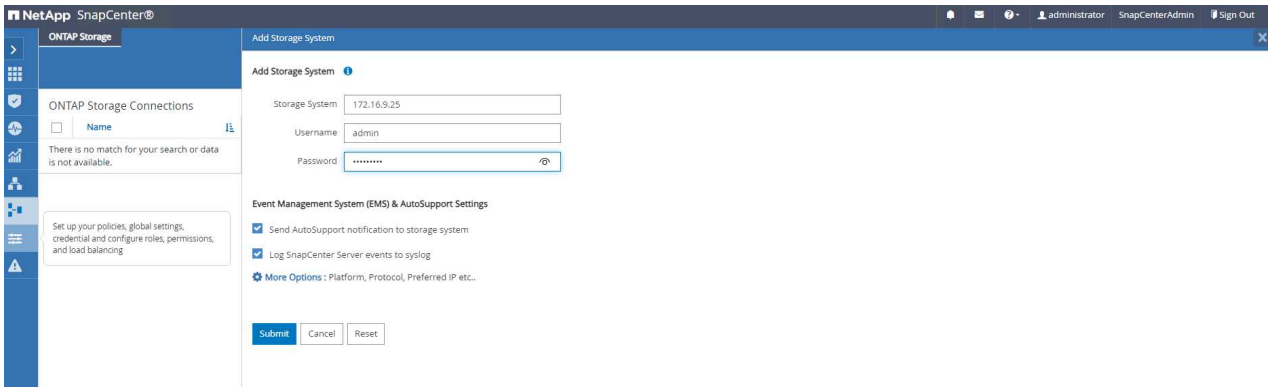 NetApp SnapCenter®
administrator SnapCenterAdmin Sign Out
ONTAP Storage
Add Storage System
ONTAP Storage Connections
Name
There is no match for your search or data
is not available.
Set up your policies, global settings,
credential and configure roles, permissions,
and load balancing
Add Storage System
Storage System 172.16.9.25
Username admin
Password •••••••••
Event Management System (EMS) & AutoSupport Settings
Send AutoSupport notification to storage system
Log SnapCenter Server events to syslog
More Options : Platform, Protocol, Preferred IP etc..
Submit Cancel Reset